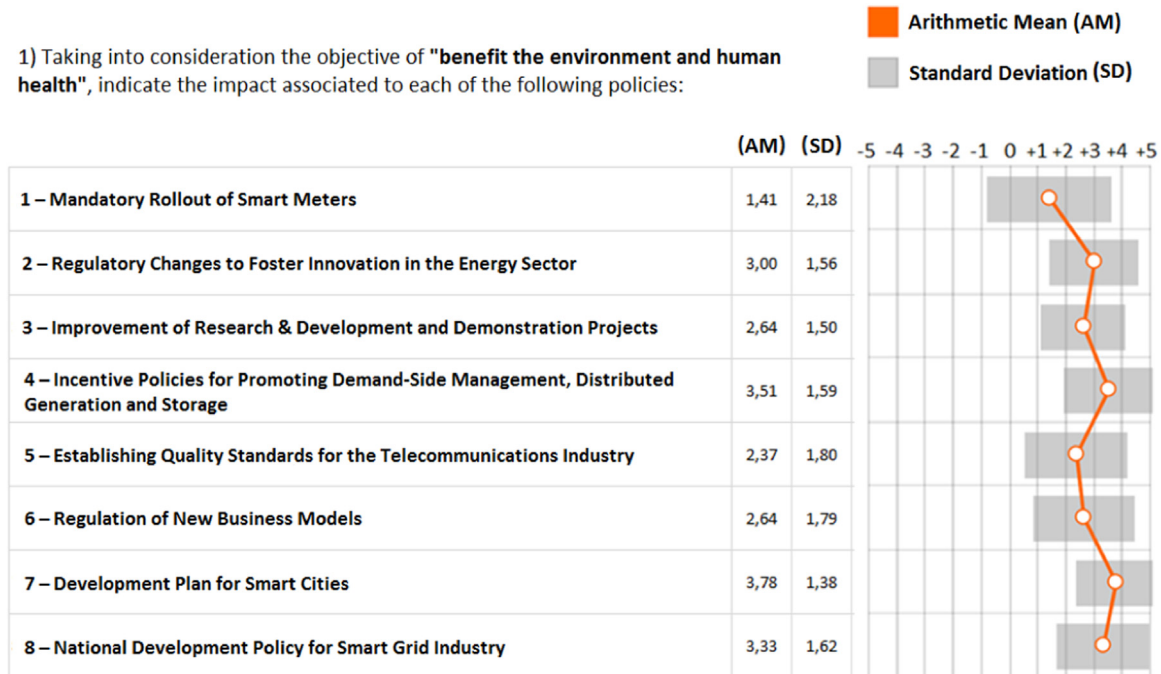 Arithmetic Mean (AM)
1) Taking into consideration the objective of "benefit the environment and human
health", indicate the impact associated to each of the following policies:
Standard Deviation (SD)
(AM) (SD) -5 -4 -3 -2 -1 0 +1 +2 +3 +4 +5
1 – Mandatory Rollout of Smart Meters 1,41 2,18
2 – Regulatory Changes to Foster Innovation in the Energy Sector 3,00 1,56
3 – Improvement of Research & Development and Demonstration Projects 2,64 1,50
4 – Incentive Policies for Promoting Demand-Side Management, Distributed
Generation and Storage 3,51 1,59
5 – Establishing Quality Standards for the Telecommunications Industry 2,37 1,80
6 – Regulation of New Business Models 2,64 1,79
7 – Development Plan for Smart Cities 3,78 1,38
8 – National Development Policy for Smart Grid Industry 3,33 1,62